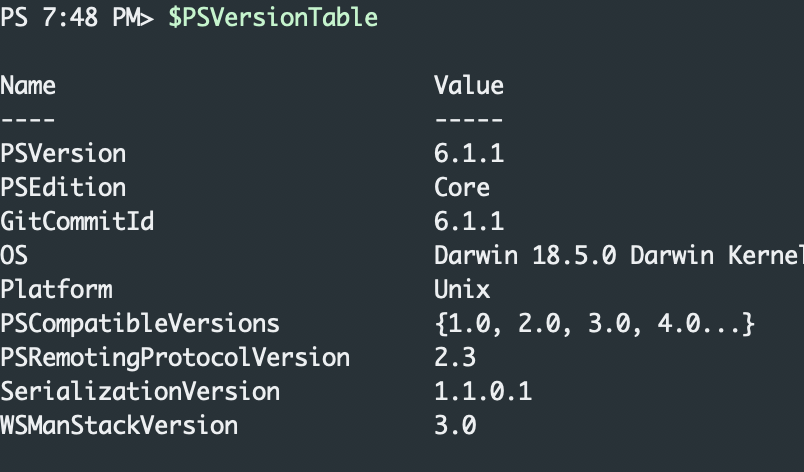 PS 7:48 PM> $PSVersionTable
Name Value
---- -----
PSVersion 6.1.1
PSEdition Core
GitCommitId 6.1.1
OS Darwin 18.5.0 Darwin Kernel
Platform Unix
PSCompatibleVersions {1.0, 2.0, 3.0, 4.0...}
PSRemotingProtocolVersion 2.3
SerializationVersion 1.1.0.1
WSManStackVersion 3.0